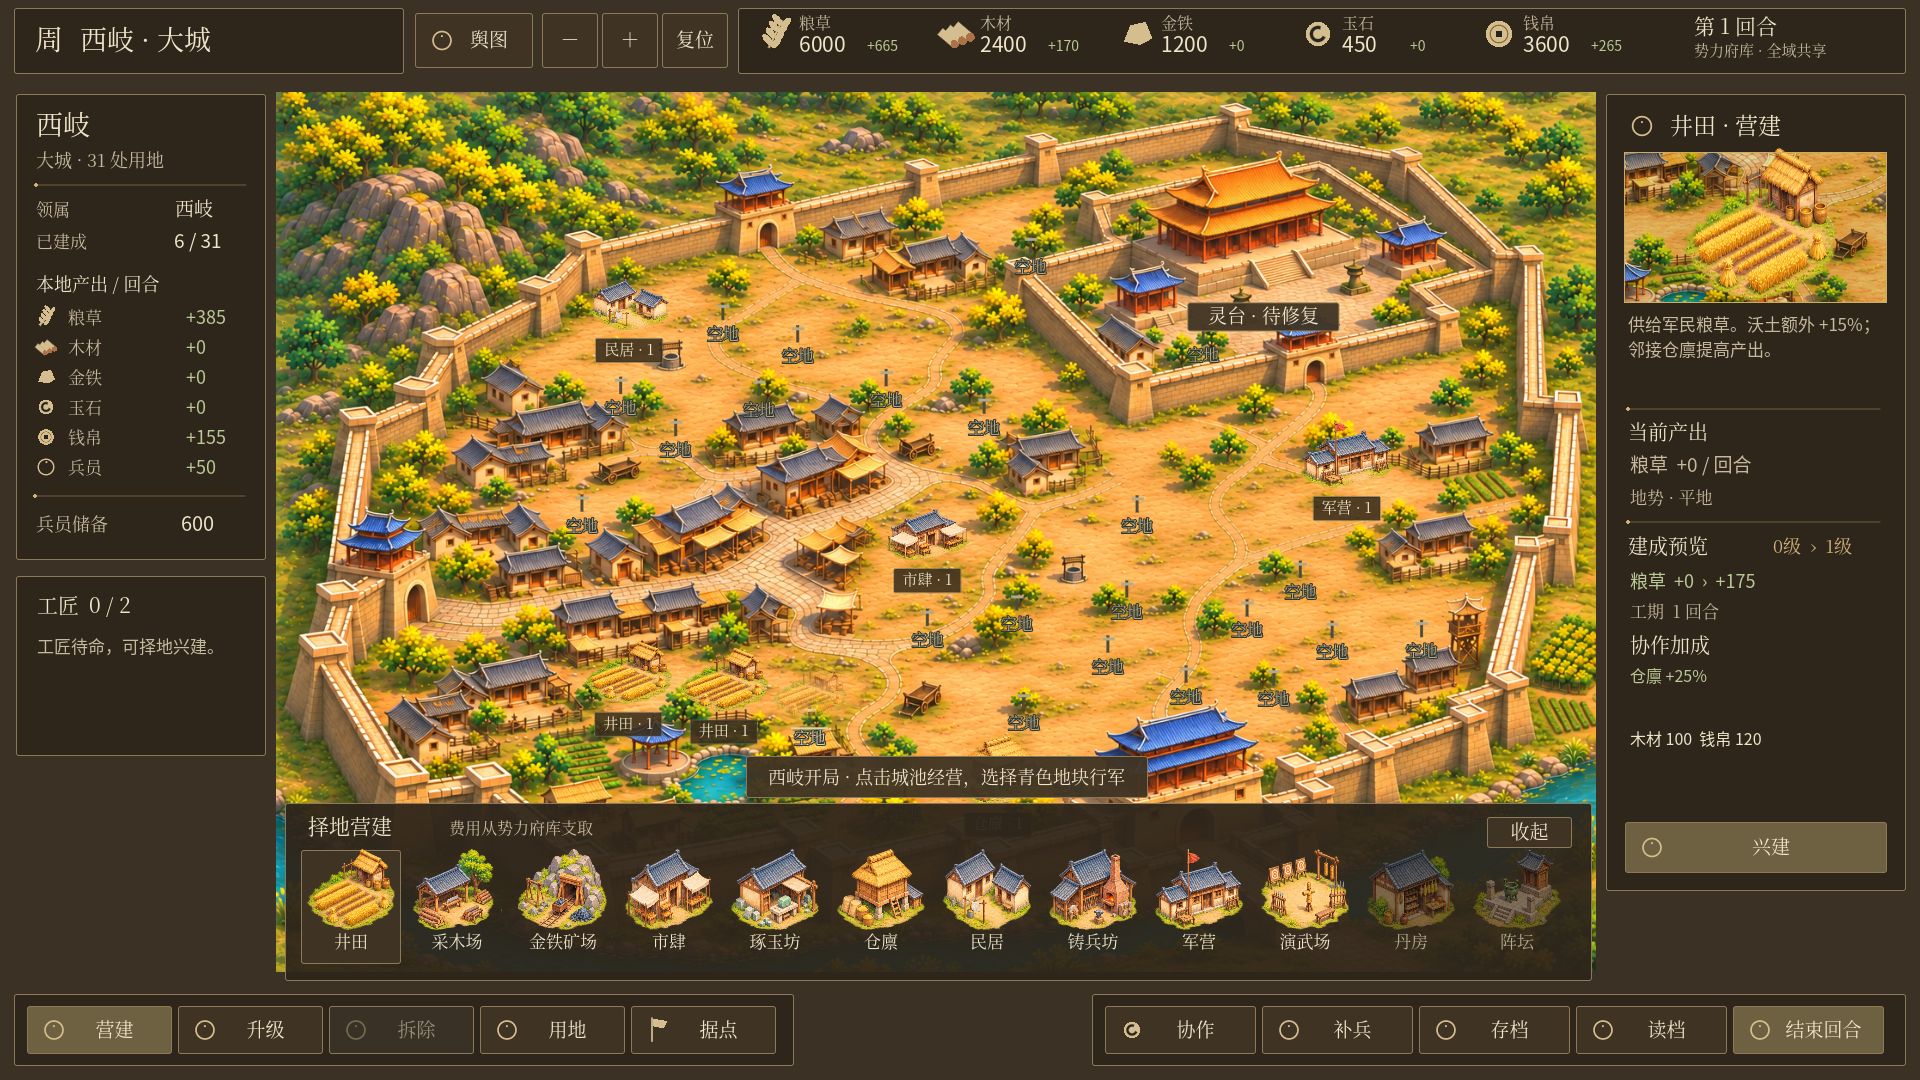 周 西岐 · 大城
舆图
－
＋
复位
粮草
6000 +665
木材
2400 +170
金铁
1200 +0
玉石
450 +0
钱帛
3600 +265
第 1 回合
势力府库 · 全域共享
西岐
大城 · 31 处用地
领属 西岐
已建成 6 / 31
本地产出 / 回合
粮草 +385
木材 +0
金铁 +0
玉石 +0
钱帛 +155
兵员 +50
兵员储备 600
工匠 0 / 2
工匠待命，可择地兴建。
空地
灵台 · 待修复
空地
空地
民居 · 1
空地
空地
空地
空地
空地
空地
空地
军营 · 1
空地
空地
市肆 · 1
空地
空地
空地
空地
空地
空地
空地
空地
空地
空地
空地
井田 · 1
井田 · 1
空地
空地
西岐开局 · 点击城池经营，选择青色地块行军
择地营建
费用从势力府库支取
收起
井田
采木场
金铁矿场
市肆
琢玉坊
仓廪
民居
铸兵坊
军营
演武场
丹房
阵坛
井田 · 营建
供给军民粮草。沃土额外 +15%；
邻接仓廪提高产出。
当前产出
粮草 +0 / 回合
地势 · 平地
建成预览 0级 › 1级
粮草 +0 › +175
工期 1 回合
协作加成
仓廪 +25%
木材 100 钱帛 120
兴建
营建
升级
拆除
用地
据点
协作
补兵
存档
读档
结束回合